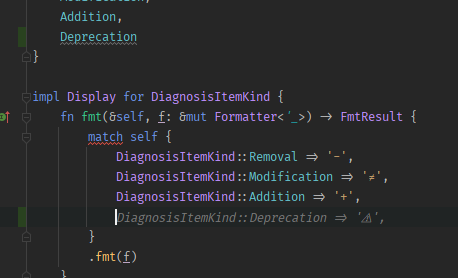 Modification,
Addition,
Deprecation
}
impl Display for DiagnosisItemKind {
fn fmt(&self, f: &mut Formatter<'_>) → FmtResult {
match self {
DiagnosisItemKind::Removal ⇒ '-',
DiagnosisItemKind::Modification ⇒ '≠',
DiagnosisItemKind::Addition ⇒ '+',
DiagnosisItemKind::Deprecation ⇒ '⚠',
}
.fmt(f)
}